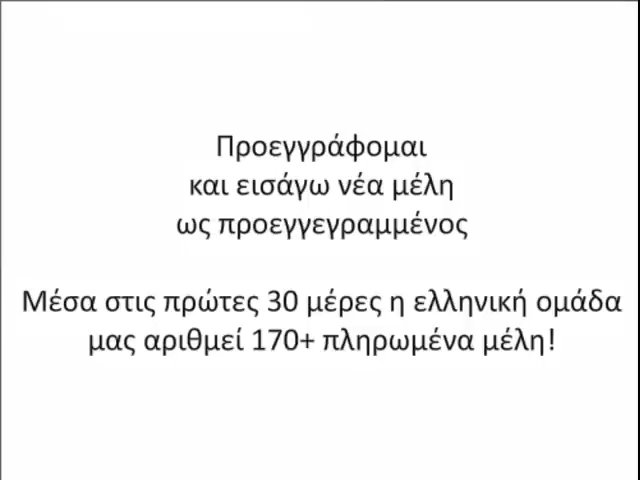 Προεγγράφομαι
και εισάγω νέα μέλη
ως προεγγεγραμμένος
Μέσα στις πρώτες 30 μέρες η ελληνική ομάδα
μας αριθμεί 170+ πληρωμένα μέλη!